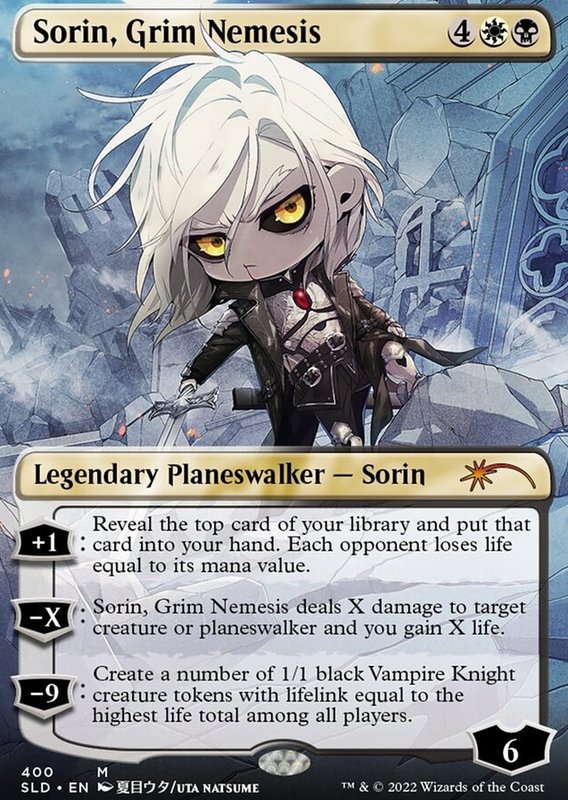 Sorin, Grim Nemesis 4
Legendary Planeswalker — Sorin
+1 : Reveal the top card of your library and put that
card into your hand. Each opponent loses life
equal to its mana value.
−X : Sorin, Grim Nemesis deals X damage to target
creature or planeswalker and you gain X life.
−9 : Create a number of 1/1 black Vampire Knight
creature tokens with lifelink equal to the
highest life total among all players.
6
400 M
SLD • EN 夏目ウタ/UTA NATSUME
™ & © 2022 Wizards of the Coast